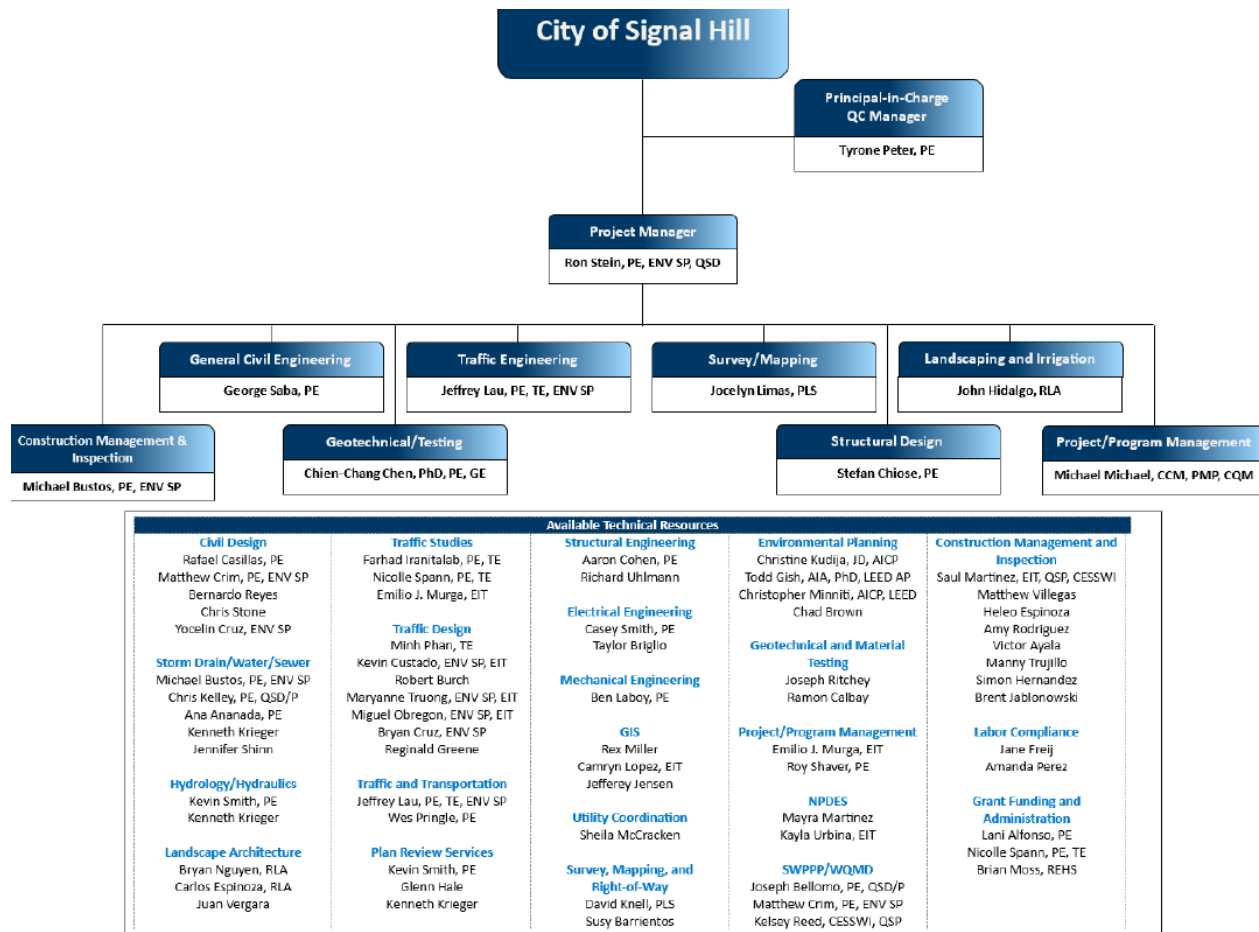 City of Signal Hill
Principal-in-Charge
QC Manager
Tyrone Peter, PE
Project Manager
Ron Stein, PE, ENV SP, QSD
General Civil Engineering
George Saba, PE
Traffic Engineering
Jeffrey Lau, PE, TE, ENV SP
Survey/Mapping
Jocelyn Limas, PLS
Landscaping and Irrigation
John Hidalgo, RLA
Construction Management &
Inspection
Michael Bustos, PE, ENV SP
Geotechnical/Testing
Chien-Chang Chen, PhD, PE, GE
Structural Design
Stefan Chiose, PE
Project/Program Management
Michael Michael, CCM, PMP, CQM
Available Technical Resources
Civil Design
Rafael Casillas, PE
Matthew Crim, PE, ENV SP
Bernardo Reyes
Chris Stone
Yocelin Cruz, ENV SP
Storm Drain/Water/Sewer
Michael Bustos, PE, ENV SP
Chris Kelley, PE, QSD/P
Ana Ananada, PE
Kenneth Krieger
Jennifer Shinn
Hydrology/Hydraulics
Kevin Smith, PE
Kenneth Krieger
Landscape Architecture
Bryan Nguyen, RLA
Carlos Espinoza, RLA
Juan Vergara
Traffic Studies
Farhad Iranitalab, PE, TE
Nicolle Spann, PE, TE
Emilio J. Murga, EIT
Traffic Design
Minh Phan, TE
Kevin Custado, ENV SP, EIT
Robert Burch
Maryanne Truong, ENV SP, EIT
Miguel Obregon, ENV SP, EIT
Bryan Cruz, ENV SP
Reginald Greene
Traffic and Transportation
Jeffrey Lau, PE, TE, ENV SP
Wes Pringle, PE
Plan Review Services
Kevin Smith, PE
Glenn Hale
Kenneth Krieger
Structural Engineering
Aaron Cohen, PE
Richard Uhlmann
Electrical Engineering
Casey Smith, PE
Taylor Briglio
Mechanical Engineering
Ben Laboy, PE
GIS
Rex Miller
Camryn Lopez, EIT
Jefferey Jensen
Utility Coordination
Sheila McCracken
Survey, Mapping, and
Right-of-Way
David Knell, PLS
Susy Barrientos
Environmental Planning
Christine Kudija, JD, AICP
Todd Gish, AIA, PhD, LEED AP
Christopher Minniti, AICP, LEED
Chad Brown
Geotechnical and Material
Testing
Joseph Ritchey
Ramon Calbay
Project/Program Management
Emilio J. Murga, EIT
Roy Shaver, PE
NPDES
Mayra Martinez
Kayla Urbina, EIT
SWPPP/WQMD
Joseph Bellomo, PE, QSD/P
Matthew Crim, PE, ENV SP
Kelsey Reed, CESSWI, QSP
Construction Management and
Inspection
Saul Martinez, EIT, QSP, CESSWI
Matthew Villegas
Heleo Espinoza
Amy Rodriguez
Victor Ayala
Manny Trujillo
Simon Hernandez
Brent Jablonowski
Labor Compliance
Jane Freij
Amanda Perez
Grant Funding and
Administration
Lani Alfonso, PE
Nicolle Spann, PE, TE
Brian Moss, REHS